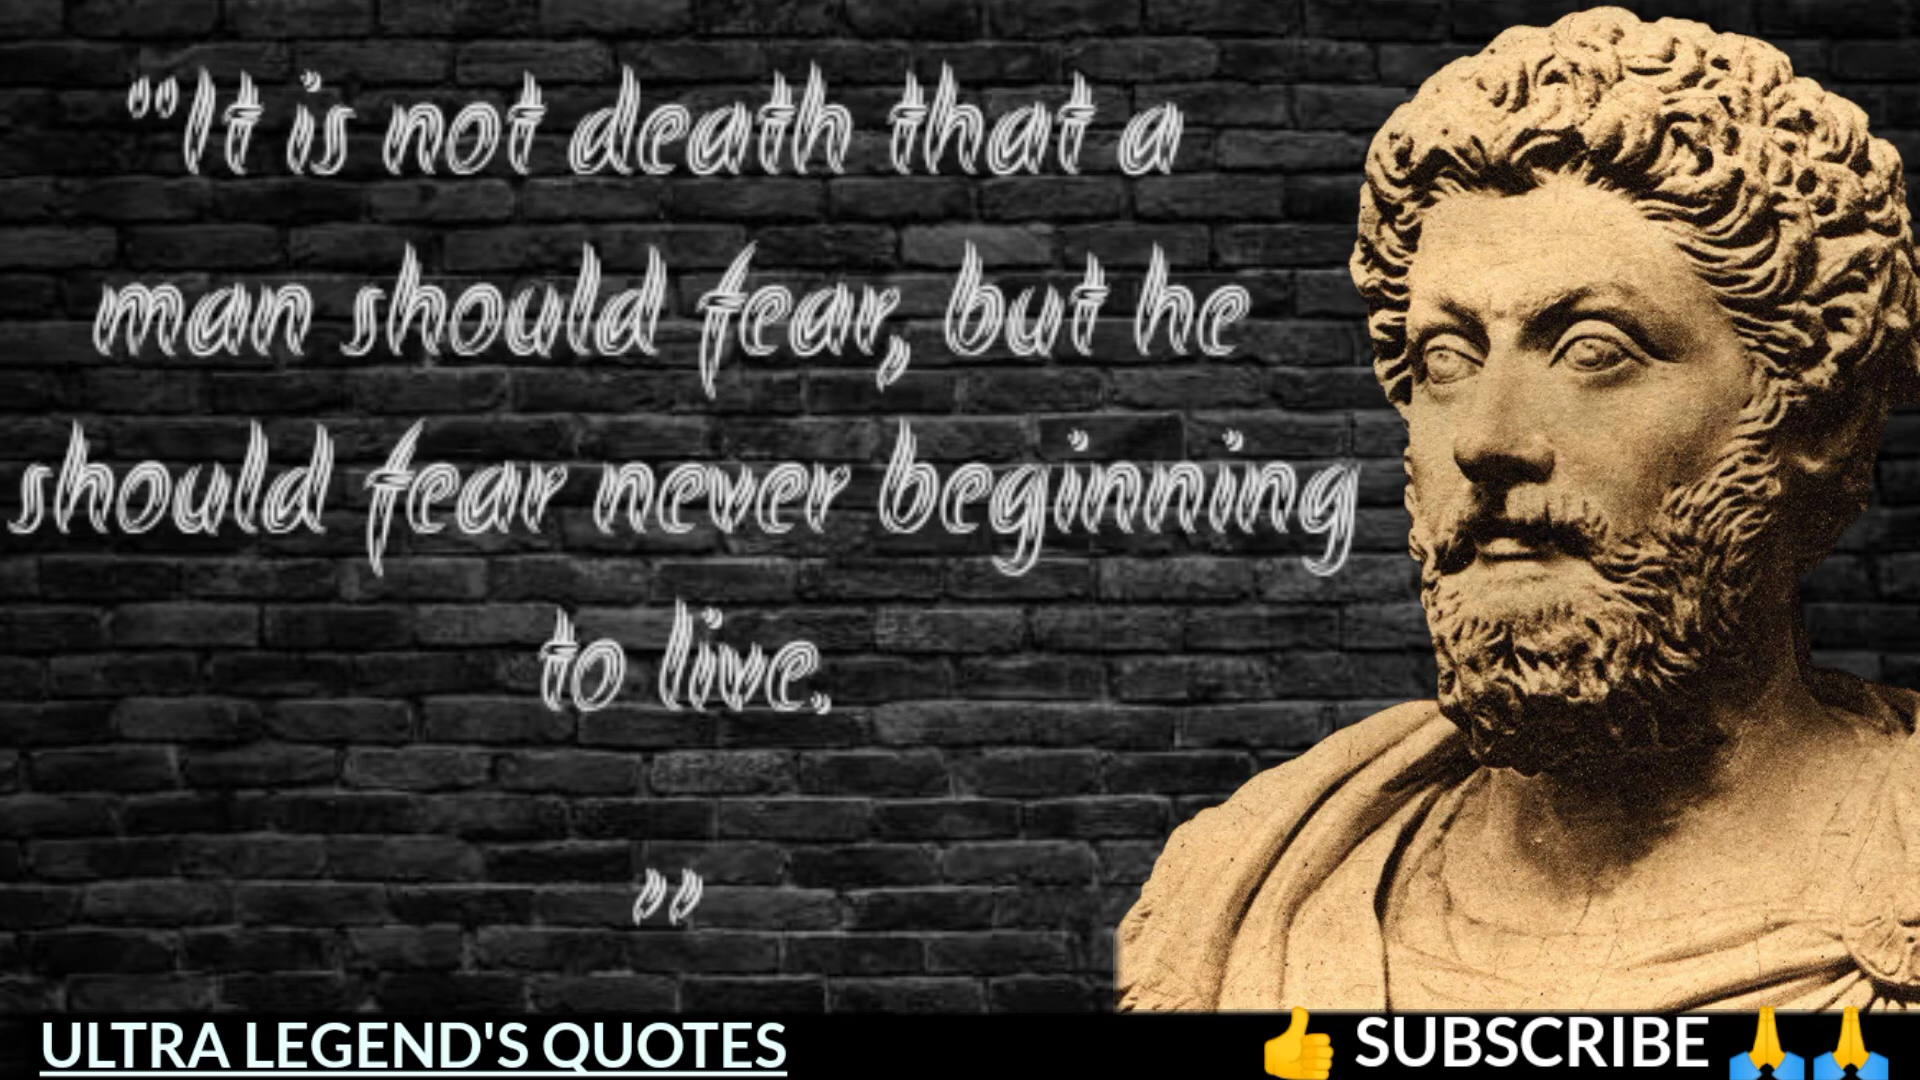 "It is not death that a
man should fear, but he
should fear never beginning
to live.
"
ULTRA LEGEND'S QUOTES
👍 SUBSCRIBE 🙏🙏